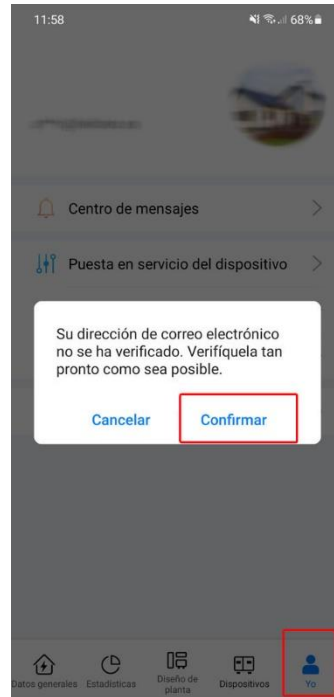 11:58
68%
Centro de mensajes
Puesta en servicio del dispositivo
Su dirección de correo electrónico
no se ha verificado. Verifíquela tan
pronto como sea posible.
Cancelar
Confirmar
Datos generales
Estadísticas
Diseño de
planta
Dispositivos
Yo